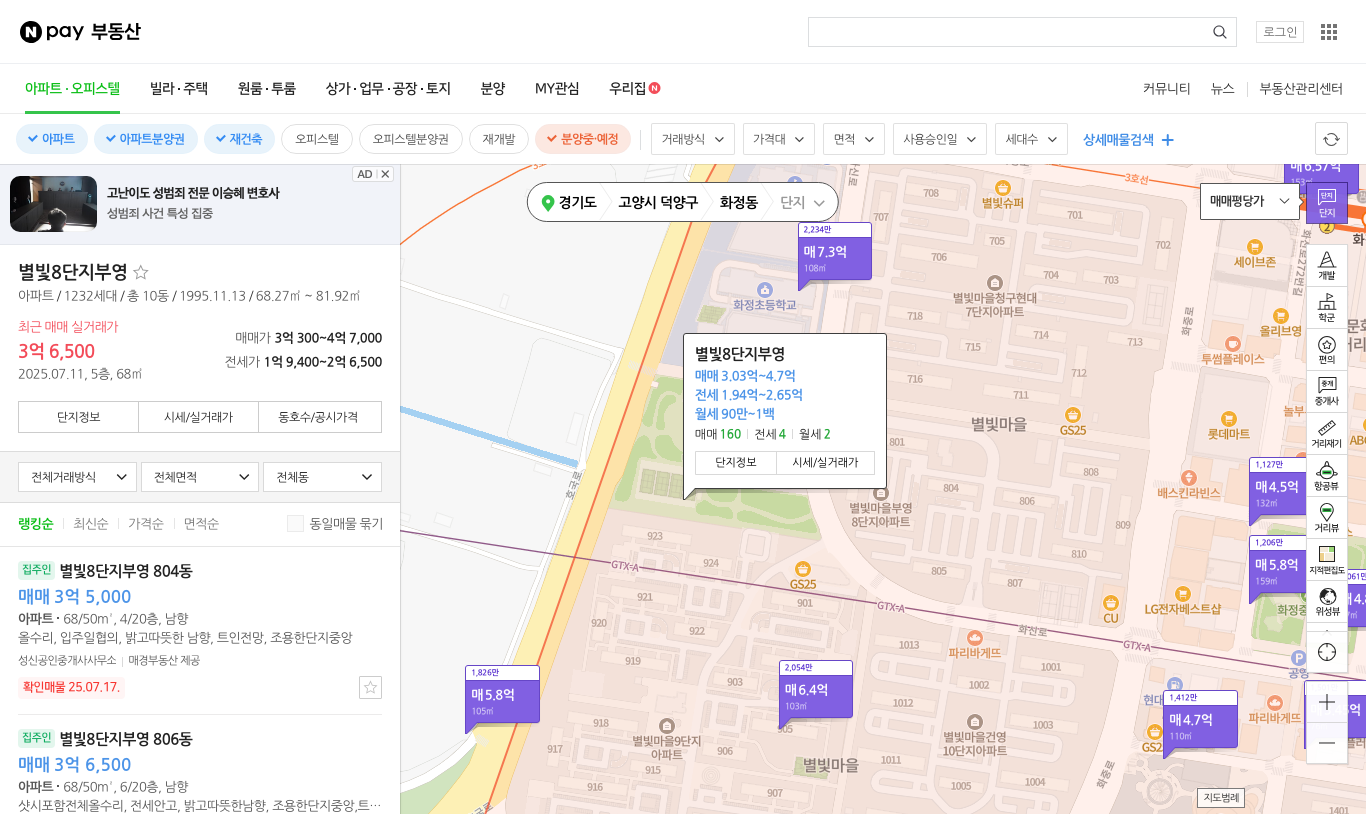 N pay 부동산
로그인
아파트 · 오피스텔 빌라 · 주택 원룸 · 투룸 상가 · 업무 · 공장 · 토지 분양 MY관심 우리집 N
커뮤니티 뉴스 부동산관리센터
아파트 아파트분양권 재건축 오피스텔 오피스텔분양권 재개발 분양중·예정
거래방식 가격대 면적 사용승인일 세대수 상세매물검색
AD
고난이도 성범죄 전문 이승혜 변호사
성범죄 사건 특성 집중
별빛8단지부영
아파트 / 1232세대 / 총 10동 / 1995.11.13 / 68.27㎡ ~ 81.92㎡
최근 매매 실거래가
3억 6,500
2025.07.11, 5층, 68㎡
매매가 3억 300~4억 7,000
전세가 1억 9,400~2억 6,500
단지정보 시세/실거래가 동호수/공시가격
전체거래방식 전체면적 전체동
랭킹순 최신순 가격순 면적순 동일매물 묶기
집주인 별빛8단지부영 804동
매매 3억 5,000
아파트 · 68/50㎡, 4/20층, 남향
올수리, 입주일협의, 밝고따뜻한 남향, 트인전망, 조용한단지중앙
성신공인중개사사무소 매경부동산 제공
확인매물 25.07.17.
집주인 별빛8단지부영 806동
매매 3억 6,500
아파트 · 68/50㎡, 6/20층, 남향
샷시포함전체올수리, 전세안고, 밝고따뜻한남향, 조용한단지중앙,트…
경기도 고양시 덕양구 화정동 단지
2,234만
매 7.3억
108㎡
화정초등학교
708
별빛슈퍼
701
3호선
매매평당가
단지
단지
2
705
706
704
703
별빛마을청구현대
7단지아파트
718
714
713
716
711
712
세이브존
올리브영
투썸플레이스
화중로
화신로272번길
별빛8단지부영
매매 3.03억~4.7억
전세 1.94억~2.65억
월세 90만~1백
매매 160 전세 4 월세 2
단지정보 시세/실거래가
별빛마을
GS25
롯데마트
801
808
804
809
810
805
807
별빛마을부영
8단지아파트
배스킨라빈스
1,127만
매 4.5억
132㎡
1,206만
매 5.8억
159㎡
호국로
923
924
GTX-A
GS25
921
901
920
922
919
903
918
917
915
916
906
907
905
GTX-A
화신로
GTX-A
CU
LG전자베스트샵
파리바게뜨
1013
1001
1002
1012
1011
1005
1004
1,826만
매 5.8억
105㎡
2,054만
매 6.4억
103㎡
별빛마을9단지
아파트
별빛마을
별빛마을건영
10단지아파트
1,412만
매 4.7억
110㎡
파리바게뜨
화중로
개발
학군
편의
중개
중개사
거리재기
항공뷰
거리뷰
지적편집도
위성뷰
지도범례